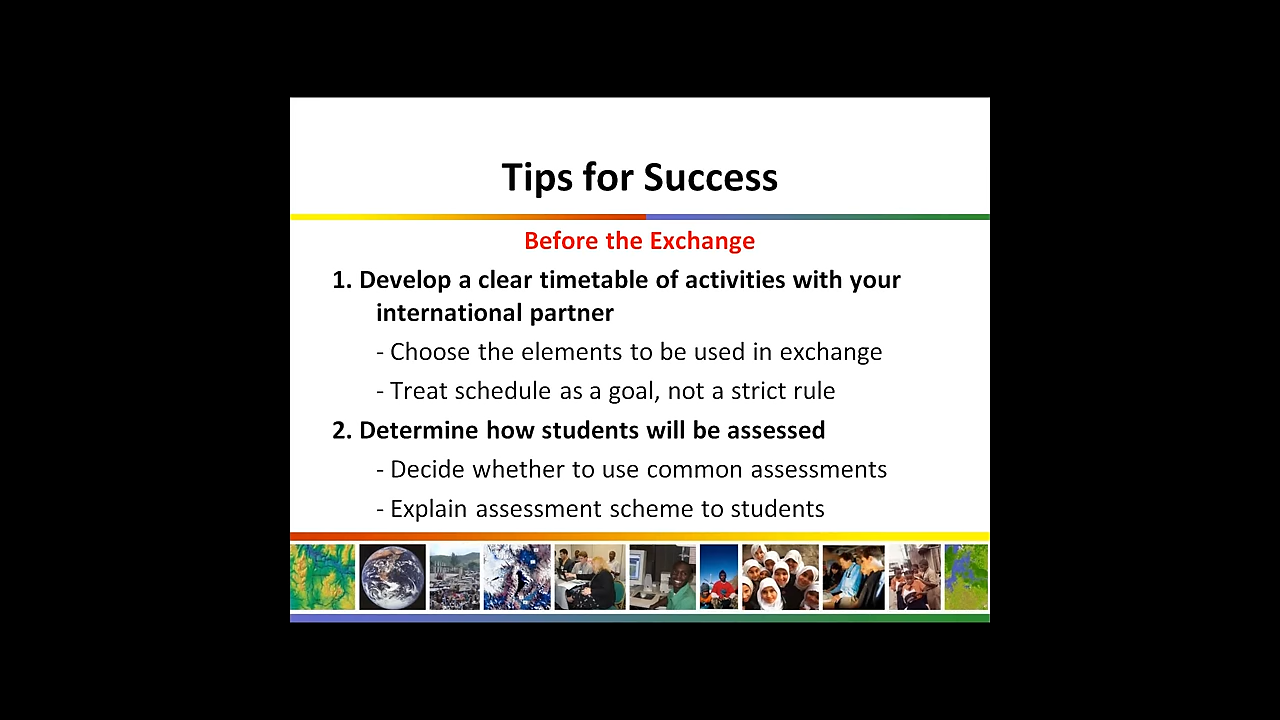 Tips for Success
Before the Exchange
1. Develop a clear timetable of activities with your
international partner
- Choose the elements to be used in exchange
- Treat schedule as a goal, not a strict rule
2. Determine how students will be assessed
- Decide whether to use common assessments
- Explain assessment scheme to students